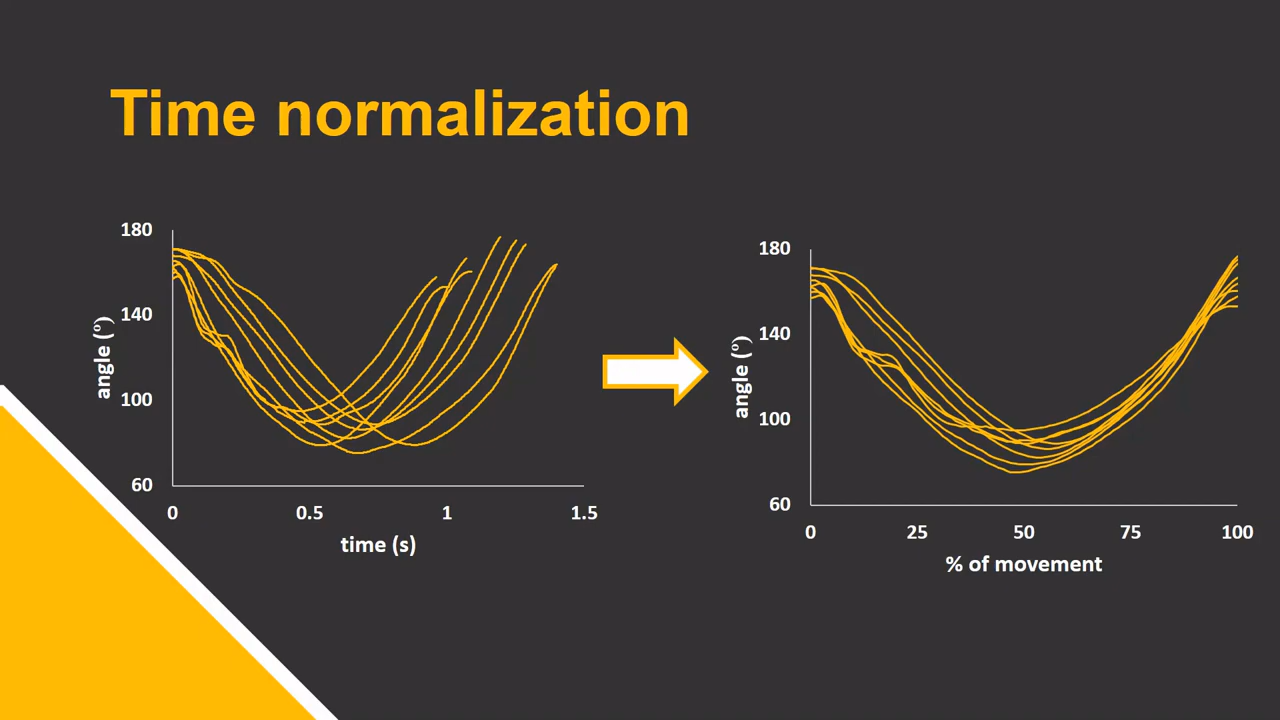 Time normalization
180
140
100
60
angle (º)
0 0.5 1 1.5
time (s)
180
140
100
60
angle (º)
0 25 50 75 100
% of movement